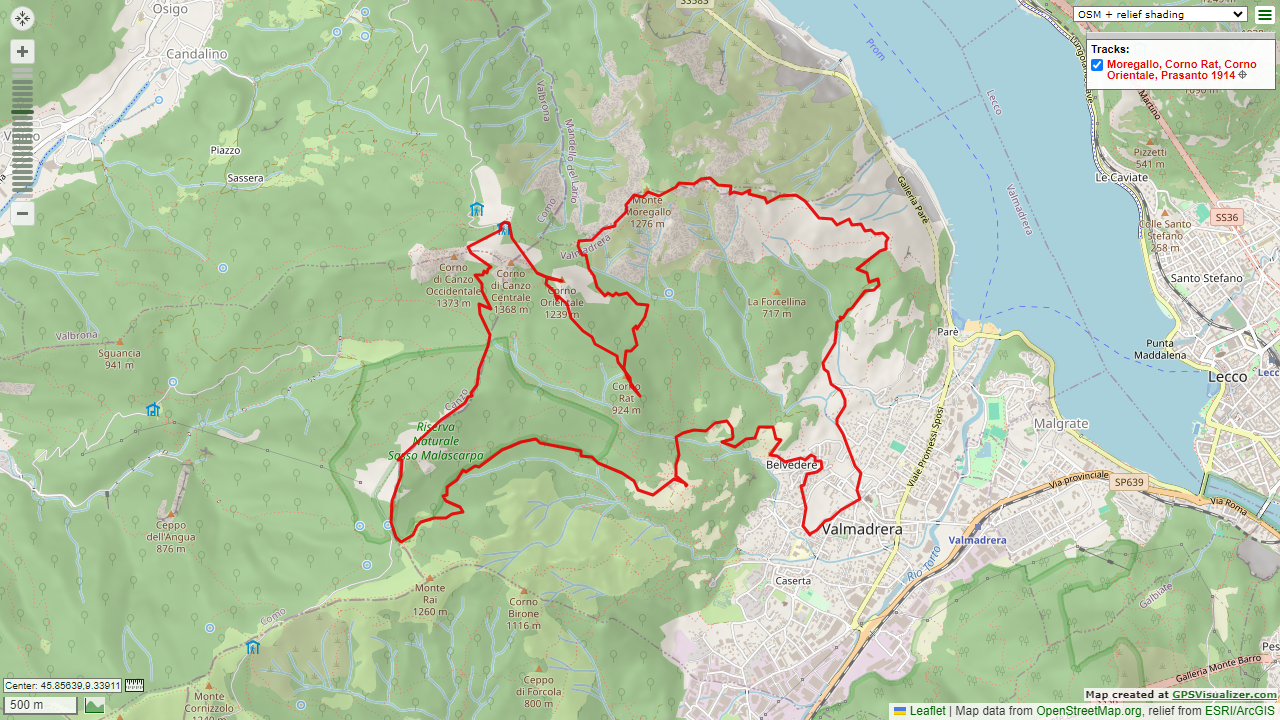 Osigo
Candalino
Piazzo
Sassera
Valbrona
Mandello del Lario
Como
Valmadrera
Monte
Moregallo
1276 m
Corno
di Canzo
Occidentale
1373 m
Corno
di Canzo
Centrale
1368 m
Corno
Orientale
1239 m
La Forcellina
717 m
Corno
Rat
924 m
Valbrona
Sguancia
941 m
Canzo
Riserva
Naturale
Sasso Malascarpa
Ceppo
dell'Angua
876 m
Monte
Rai
1260 m
Como
Corno
Birone
1116 m
Ceppo
di Forcola
800 m
Monte
Cornizzolo
1240 m
Belvedere
Valmadrera
Caserta
Rio Torto
Valmadrera
Viale Promessi Sposi
Parè
Galleria Parè
Malgrate
Via provinciale
SP639
Via Roma
Galbiate
Galleria Monte Barro
Lecco
Punta
Maddalena
Santo Stefano
Colle Santo
Stefano
258 m
SS36
Le Caviate
Pizzetti
541 m
Lecco
Valmadrera
OSM + relief shading
Tracks:
Moregallo, Corno Rat, Corno
Orientale, Prasanto 1914
Center: 45.85639,9.33911
500 m
Map created at GPSVisualizer.com
Leaflet | Map data from OpenStreetMap.org, relief from ESRI/ArcGIS